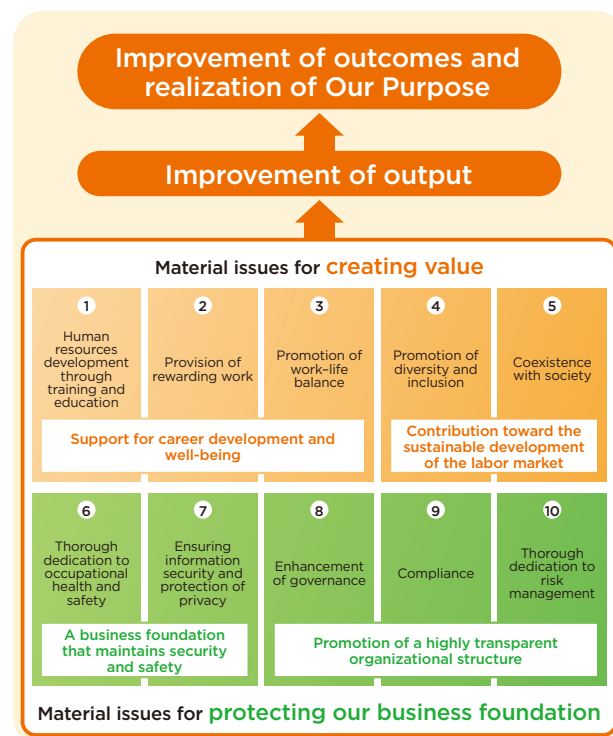 Improvement of outcomes and
realization of Our Purpose
Improvement of output
Material issues for creating value
1
Human
resources
development
through
training and
education
2
Provision of
rewarding work
3
Promotion of
work–life
balance
4
Promotion of
diversity and
inclusion
5
Coexistence
with society
Support for career development and
well-being
Contribution toward the
sustainable development
of the labor market
6
Thorough
dedication to
occupational
health and
safety
7
Ensuring
information
security and
protection of
privacy
8
Enhancement
of governance
9
Compliance
10
Thorough
dedication to
risk
management
A business foundation
that maintains security
and safety
Promotion of a highly transparent
organizational structure
Material issues for protecting our business foundation